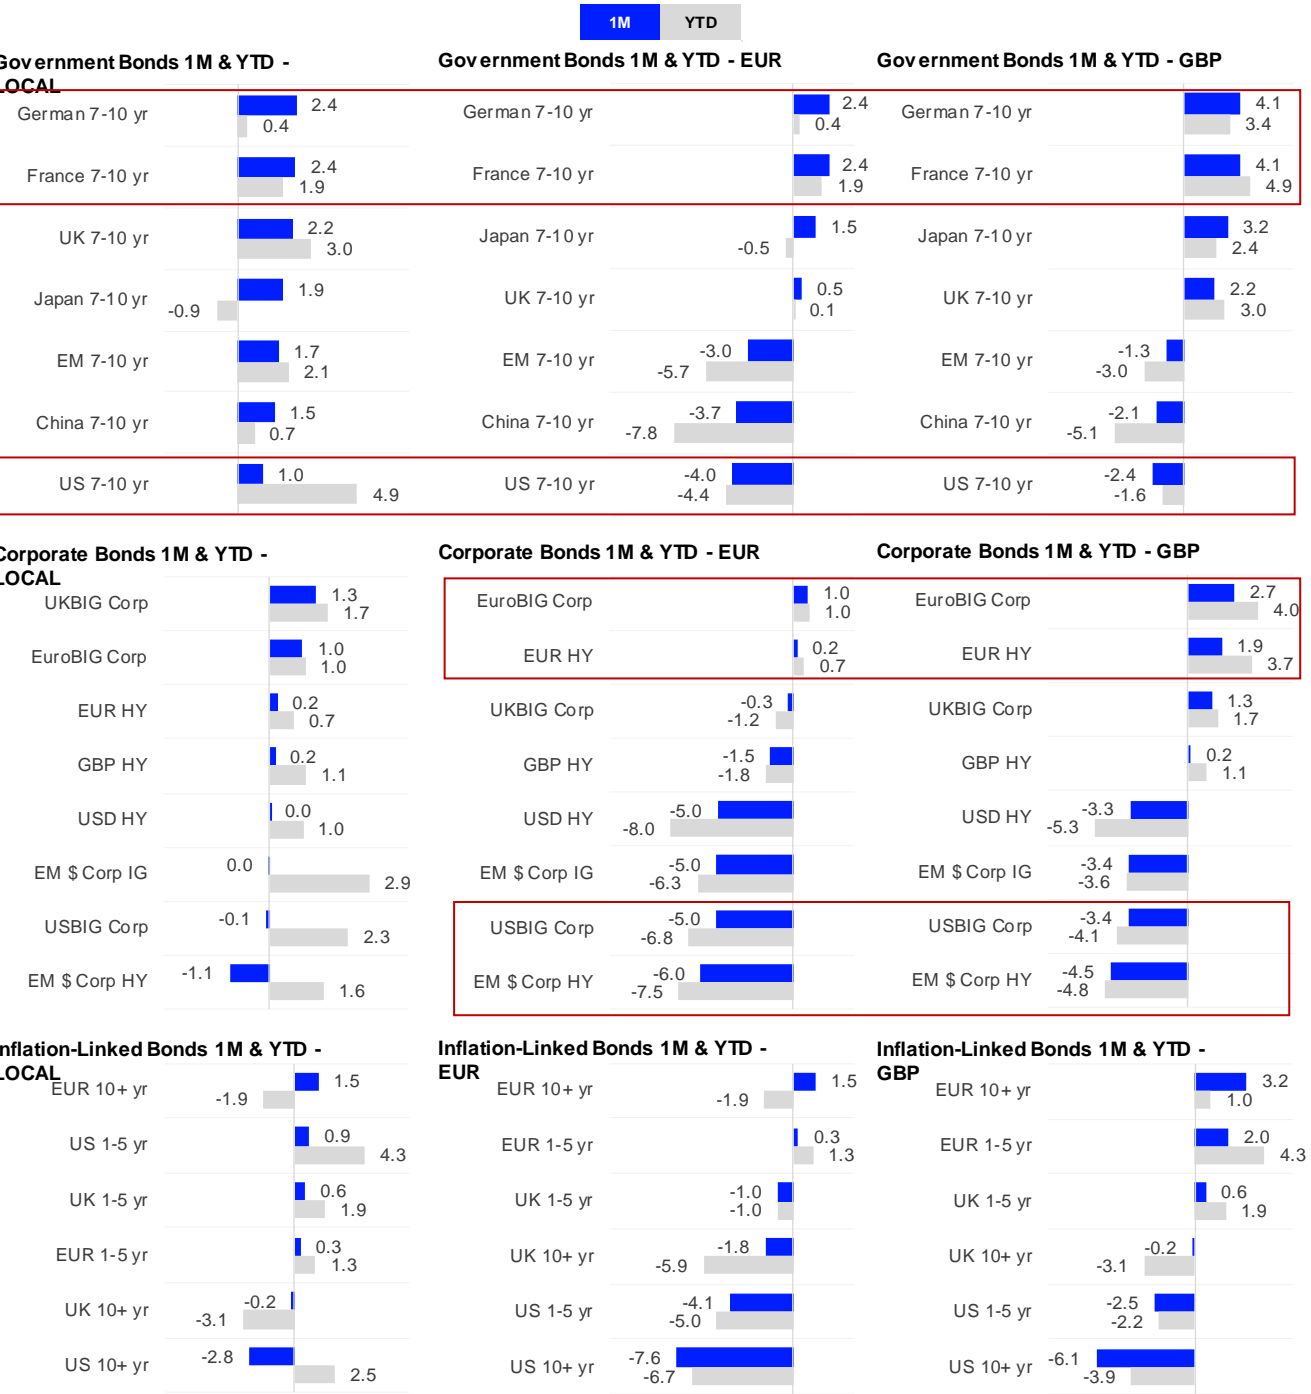 1M YTD
Government Bonds 1M & YTD -
LOCAL
German 7-10 yr 2.4 0.4
France 7-10 yr 2.4 1.9
UK 7-10 yr 2.2 3.0
Japan 7-10 yr 1.9 -0.9
EM 7-10 yr 1.7 2.1
China 7-10 yr 1.5 0.7
US 7-10 yr 1.0 4.9
Government Bonds 1M & YTD - EUR
German 7-10 yr 2.4 0.4
France 7-10 yr 2.4 1.9
Japan 7-10 yr 1.5 -0.5
UK 7-10 yr 0.5 0.1
EM 7-10 yr -3.0 -5.7
China 7-10 yr -3.7 -7.8
US 7-10 yr -4.0 -4.4
Government Bonds 1M & YTD - GBP
German 7-10 yr 4.1 3.4
France 7-10 yr 4.1 4.9
Japan 7-10 yr 3.2 2.4
UK 7-10 yr 2.2 3.0
EM 7-10 yr -1.3 -3.0
China 7-10 yr -2.1 -5.1
US 7-10 yr -2.4 -1.6
Corporate Bonds 1M & YTD -
LOCAL
UKBIG Corp 1.3 1.7
EuroBIG Corp 1.0 1.0
EUR HY 0.2 0.7
GBP HY 0.2 1.1
USD HY 0.0 1.0
EM $ Corp IG 0.0 2.9
USBIG Corp -0.1 2.3
EM $ Corp HY -1.1 1.6
Corporate Bonds 1M & YTD - EUR
EuroBIG Corp 1.0 1.0
EUR HY 0.2 0.7
UKBIG Corp -0.3 -1.2
GBP HY -1.5 -1.8
USD HY -5.0 -8.0
EM $ Corp IG -5.0 -6.3
USBIG Corp -5.0 -6.8
EM $ Corp HY -6.0 -7.5
Corporate Bonds 1M & YTD - GBP
EuroBIG Corp 2.7 4.0
EUR HY 1.9 3.7
UKBIG Corp 1.3 1.7
GBP HY 0.2 1.1
USD HY -3.3 -5.3
EM $ Corp IG -3.4 -3.6
USBIG Corp -3.4 -4.1
EM $ Corp HY -4.5 -4.8
Inflation-Linked Bonds 1M & YTD -
LOCAL
EUR 10+ yr 1.5 -1.9
US 1-5 yr 0.9 4.3
UK 1-5 yr 0.6 1.9
EUR 1-5 yr 0.3 1.3
UK 10+ yr -0.2 -3.1
US 10+ yr -2.8 2.5
Inflation-Linked Bonds 1M & YTD -
EUR
EUR 10+ yr 1.5 -1.9
EUR 1-5 yr 0.3 1.3
UK 1-5 yr -1.0 -1.0
UK 10+ yr -1.8 -5.9
US 1-5 yr -4.1 -5.0
US 10+ yr -7.6 -6.7
Inflation-Linked Bonds 1M & YTD -
GBP
EUR 10+ yr 3.2 1.0
EUR 1-5 yr 2.0 4.3
UK 1-5 yr 0.6 1.9
UK 10+ yr -0.2 -3.1
US 1-5 yr -2.5 -2.2
US 10+ yr -6.1 -3.9